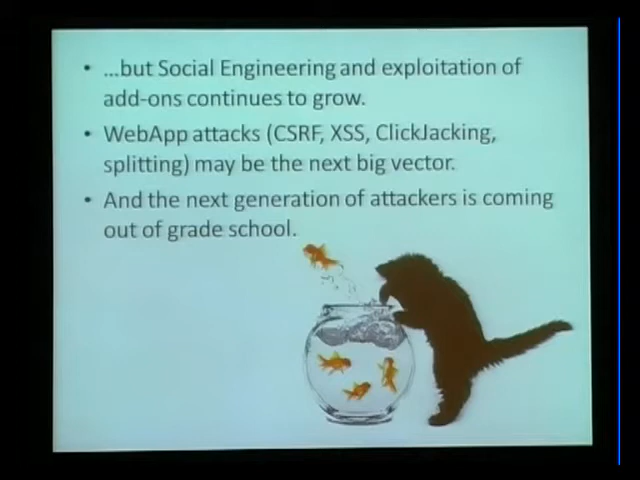 • ...but Social Engineering and exploitation of
add-ons continues to grow.
• WebApp attacks (CSRF, XSS, ClickJacking,
splitting) may be the next big vector.
• And the next generation of attackers is coming
out of grade school.